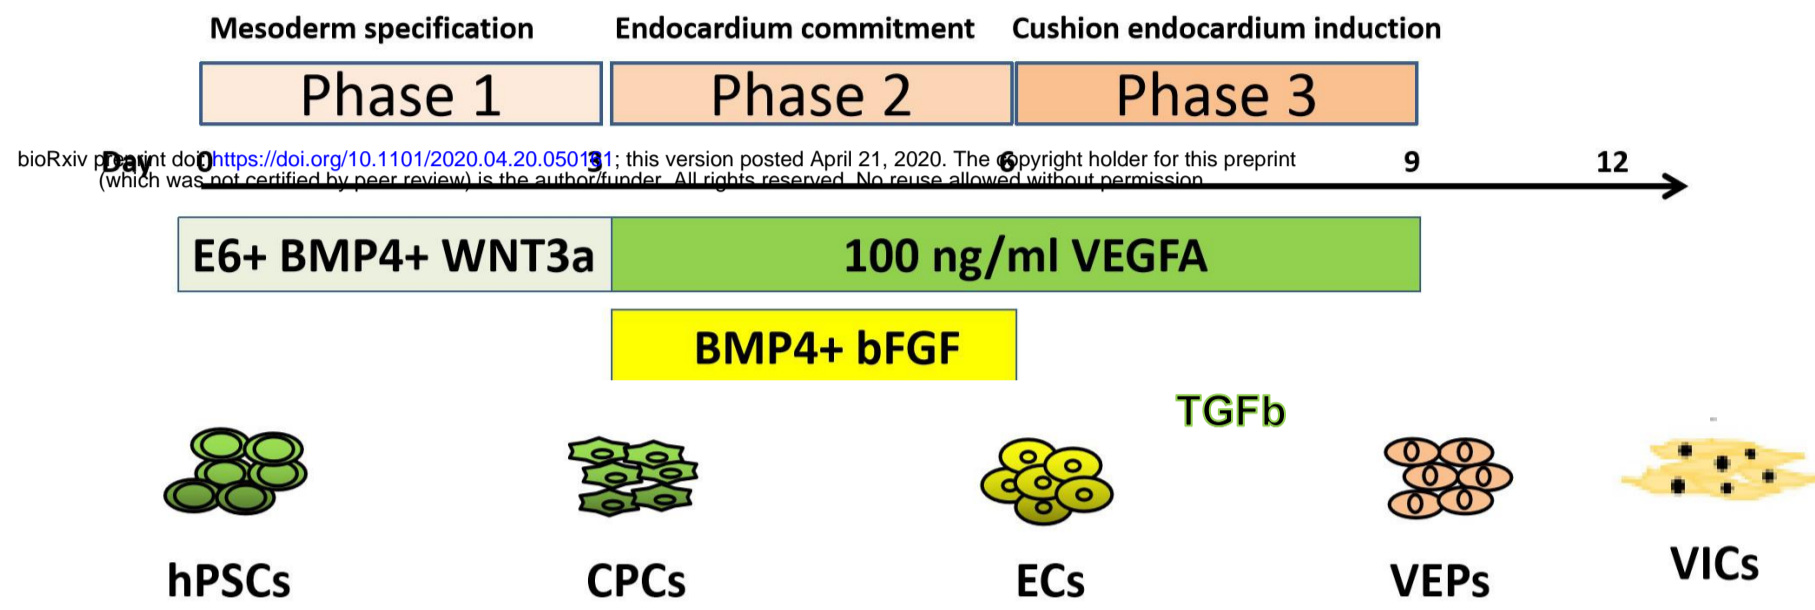 Mesoderm specification Endocardium commitment Cushion endocardium induction
Phase 1 Phase 2 Phase 3
bioRxiv preprint doi: https://doi.org/10.1101/2020.04.20.050161; this version posted April 21, 2020. The copyright holder for this preprint
(which was not certified by peer review) is the author/funder. All rights reserved. No reuse allowed without permission.
Day 0 3 6 9 12
E6+ BMP4+ WNT3a 100 ng/ml VEGFA
BMP4+ bFGF
TGFb
hPSCs CPCs ECs VEPs VICs